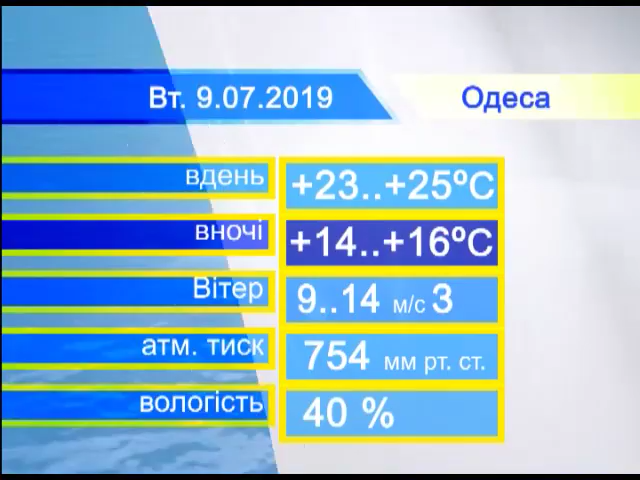 Вт. 9.07.2019 Одеса
вдень +23..+25ºC
вночі +14..+16ºC
Вітер 9..14 м/с З
атм. тиск 754 мм рт. ст.
вологість 40 %